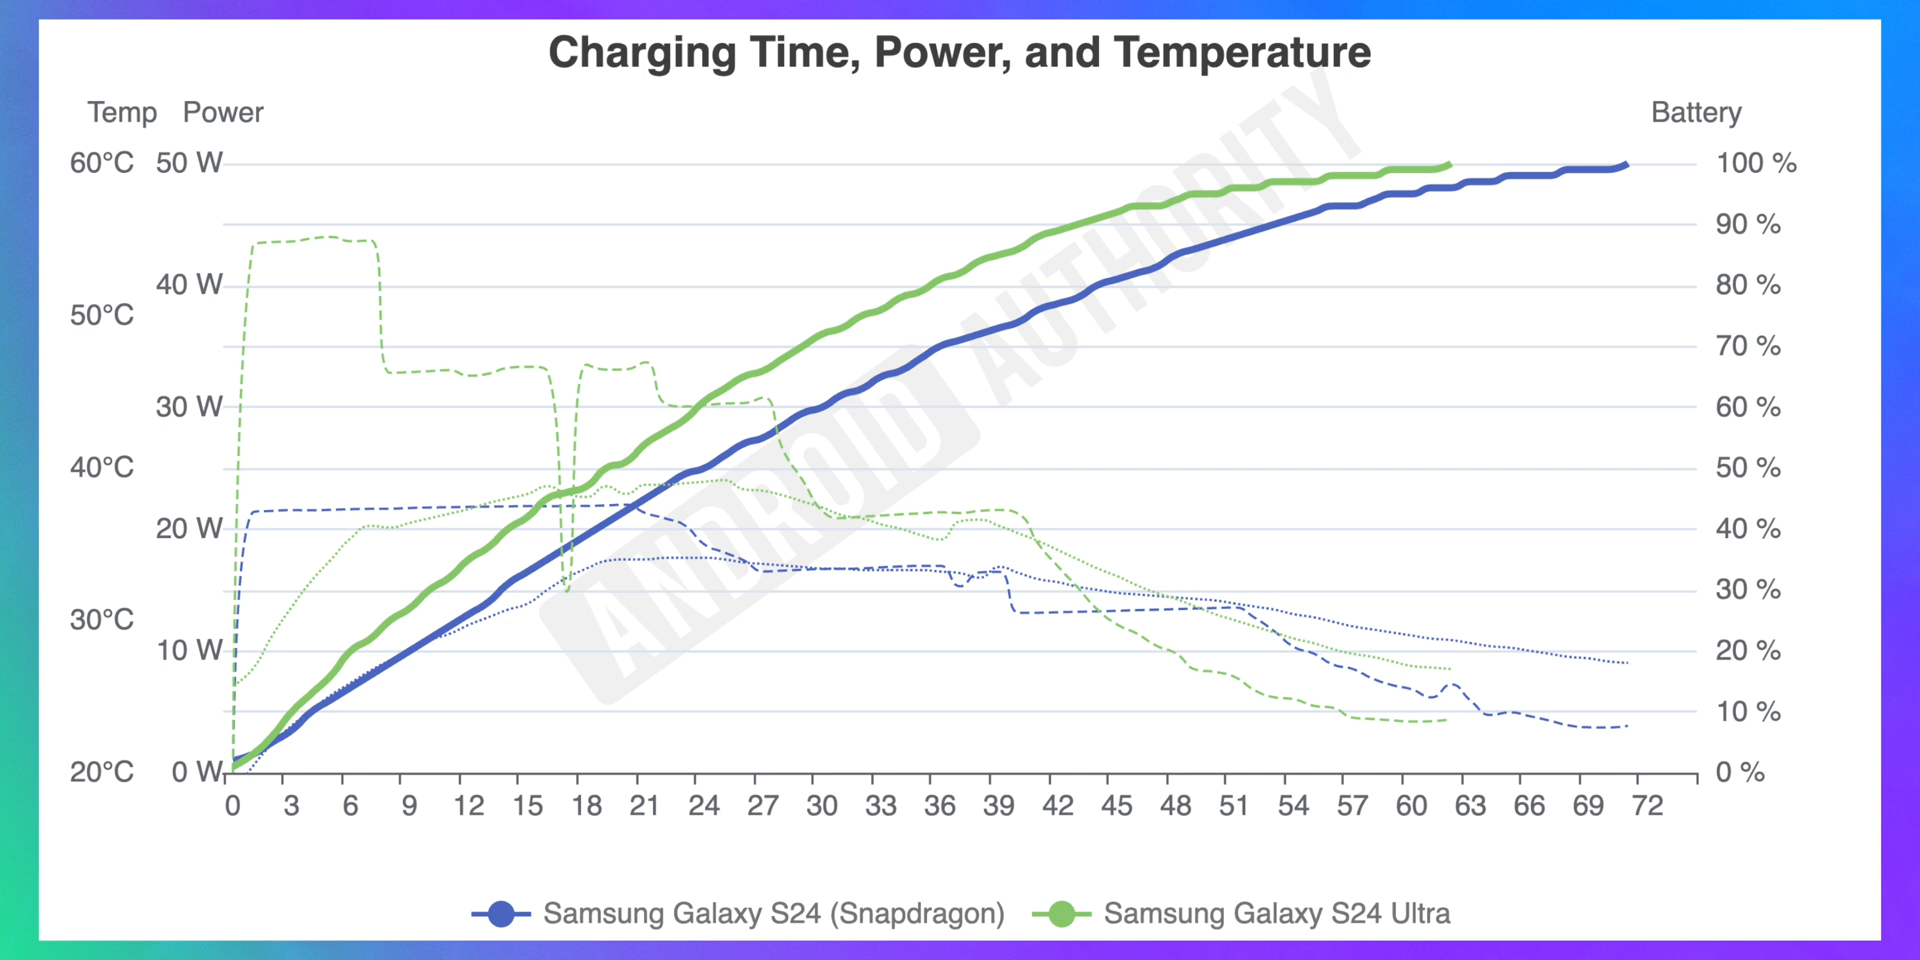 Charging Time, Power, and Temperature
Temp Power Battery
60°C 50 W 100 %
90 %
40 W 80 %
50°C
70 %
30 W 60 %
40°C 50 %
20 W 40 %
30 %
30°C
10 W 20 %
10 %
20°C 0 W 0 %
0 3 6 9 12 15 18 21 24 27 30 33 36 39 42 45 48 51 54 57 60 63 66 69 72
ANDROID AUTHORITY
Samsung Galaxy S24 (Snapdragon) Samsung Galaxy S24 Ultra